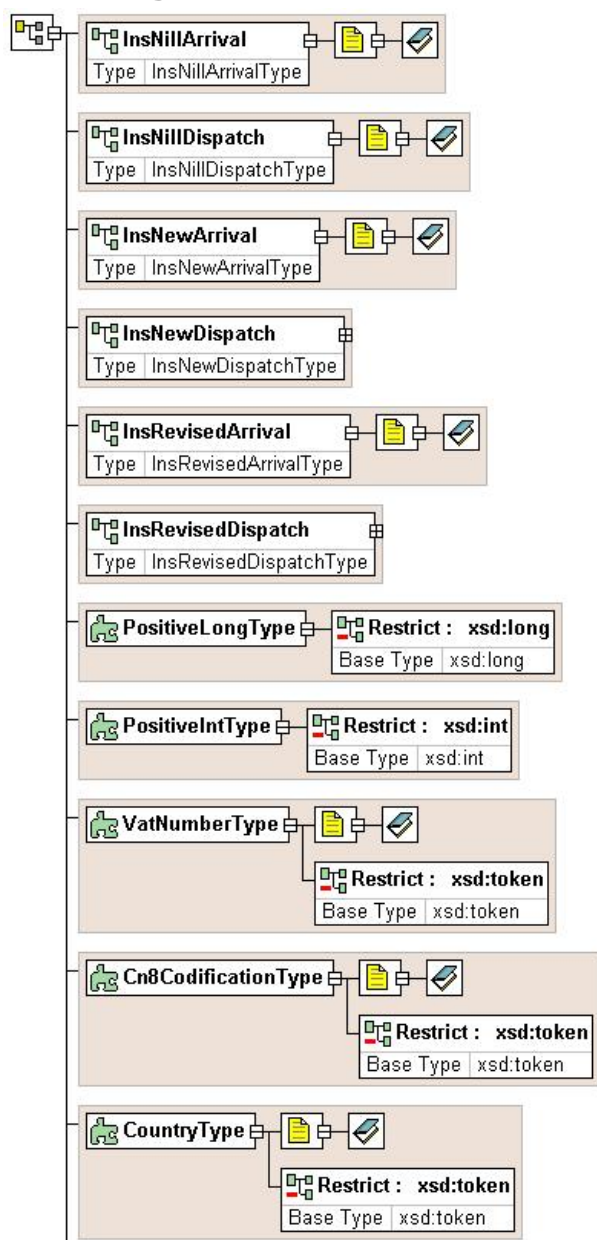 InsNillArrival
Type InsNillArrivalType
InsNillDispatch
Type InsNillDispatchType
InsNewArrival
Type InsNewArrivalType
InsNewDispatch
Type InsNewDispatchType
InsRevisedArrival
Type InsRevisedArrivalType
InsRevisedDispatch
Type InsRevisedDispatchType
PositiveLongType Restrict : xsd:long
Base Type xsd:long
PositiveIntType Restrict : xsd:int
Base Type xsd:int
VatNumberType
Restrict : xsd:token
Base Type xsd:token
Cn8CodificationType
Restrict : xsd:token
Base Type xsd:token
CountryType
Restrict : xsd:token
Base Type xsd:token